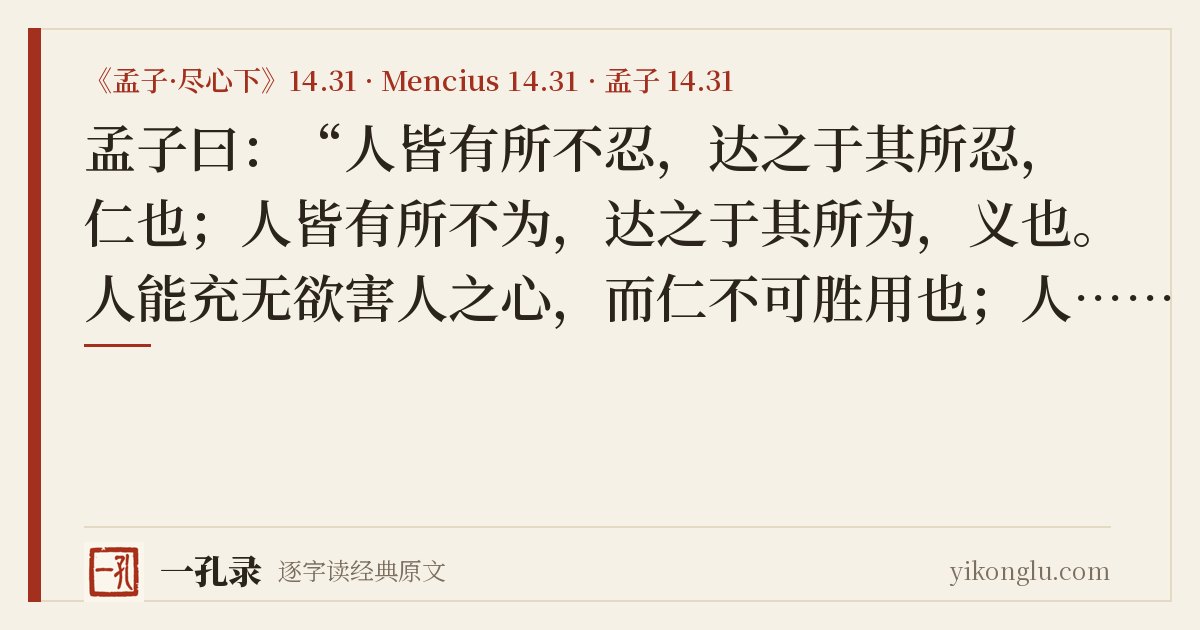 《孟子·尽心下》14.31 · Mencius 14.31 · 孟子 14.31
孟子曰：“人皆有所不忍，达之于其所忍，
仁也；人皆有所不为，达之于其所为，义也。
人能充无欲害人之心，而仁不可胜用也；人……
一孔
一孔录 逐字读经典原文
yikonglu.com